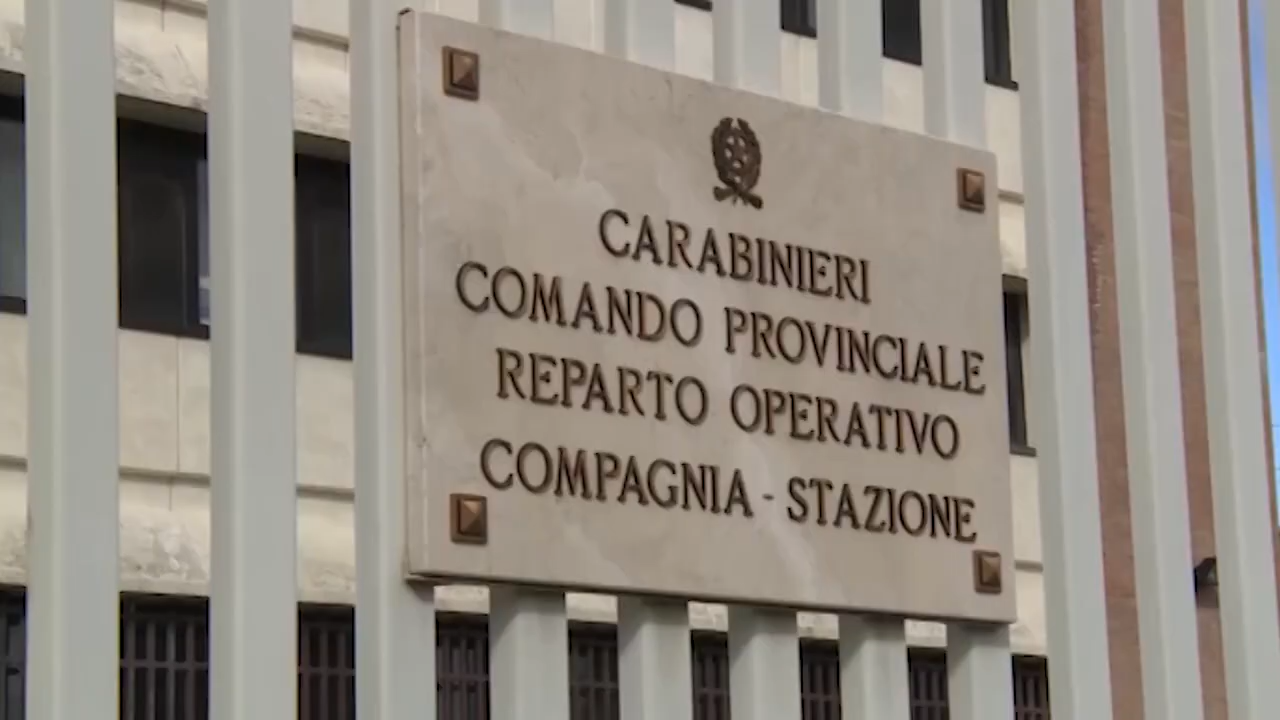 CARABINIERI
COMANDO PROVINCIALE
REPARTO OPERATIVO
COMPAGNIA - STAZIONE